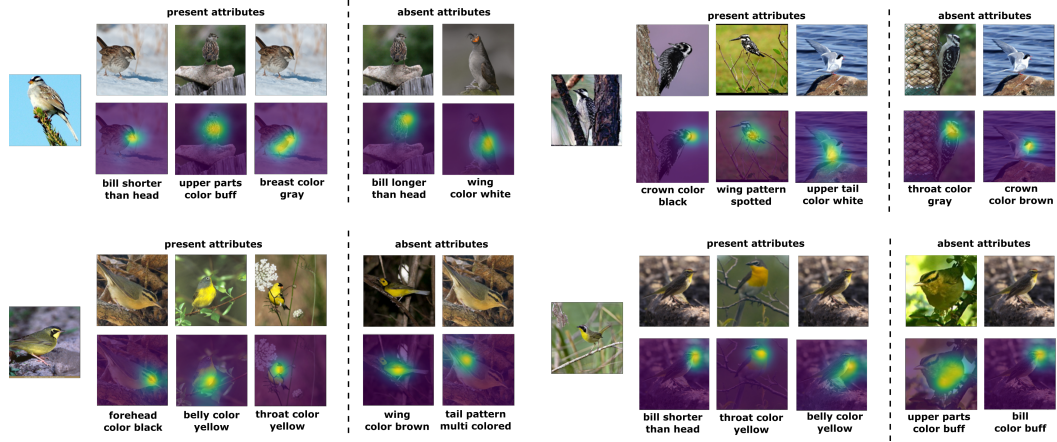 present attributes
absent attributes
bill shorter
than head
upper parts
color buff
breast color
gray
bill longer
than head
wing
color white
present attributes
absent attributes
crown color
black
wing pattern
spotted
upper tail
color white
throat color
gray
crown
color brown
present attributes
absent attributes
forehead
color black
belly color
yellow
throat color
yellow
wing
color brown
tail pattern
multi colored
present attributes
absent attributes
bill shorter
than head
throat color
yellow
belly color
yellow
upper parts
color buff
bill
color buff